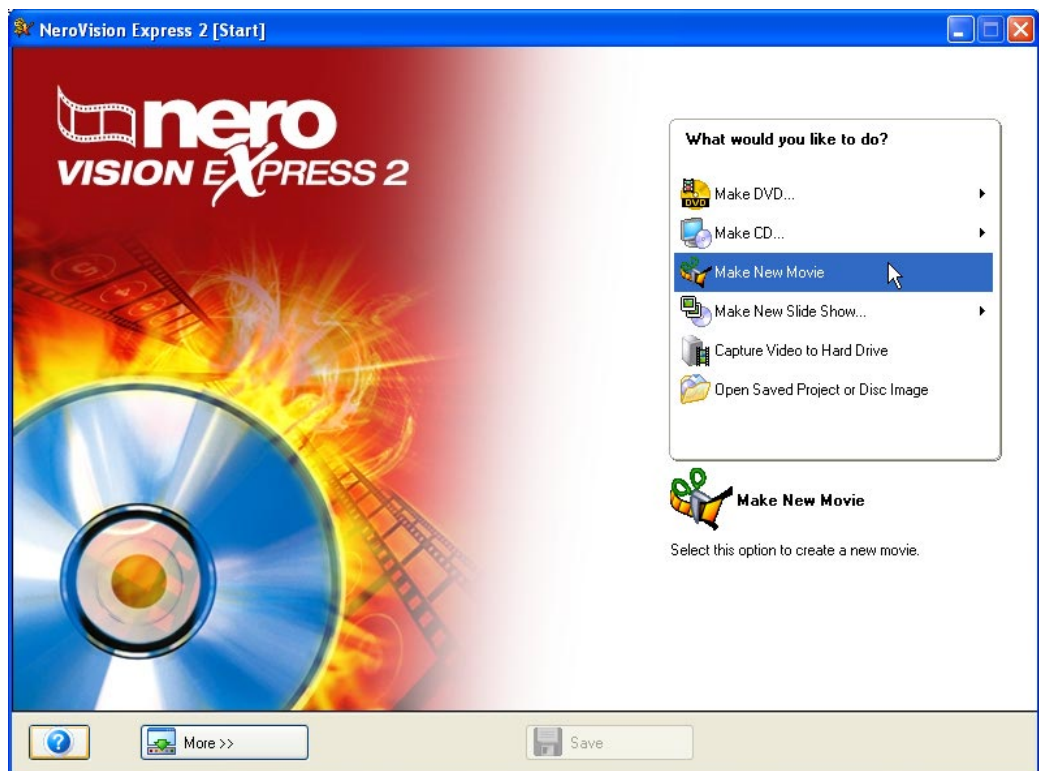 NeroVision Express 2 [Start]
nero
VISION EXPRESS 2
What would you like to do?
DVD
Make DVD...
Make CD...
Make New Movie
Make New Slide Show...
Capture Video to Hard Drive
Open Saved Project or Disc Image
Make New Movie
Select this option to create a new movie.
?
More >>
Save